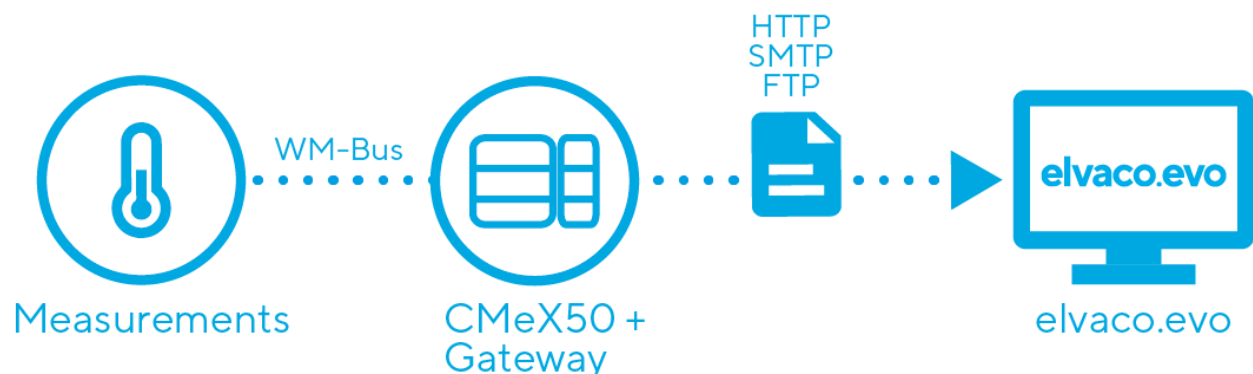 HTTP
SMTP
FTP
WM-Bus
elvaco.evo
Measurements
CMeX50 +
Gateway
elvaco.evo